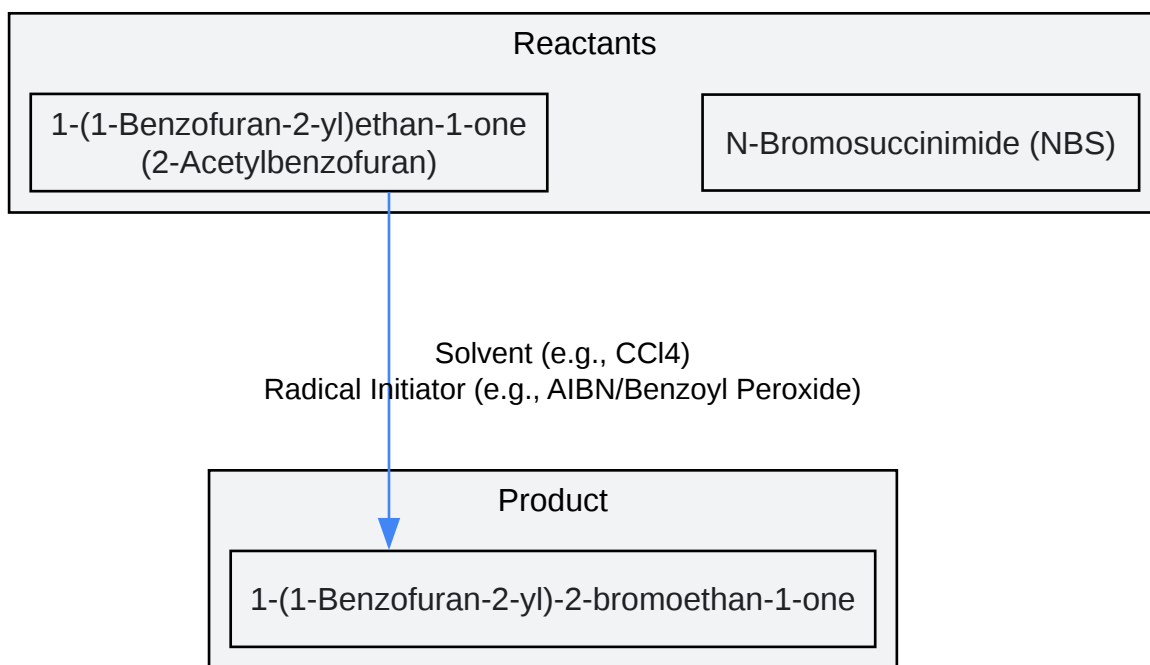 Reactants
1-(1-Benzofuran-2-yl)ethan-1-one
(2-Acetylbenzofuran)
N-Bromosuccinimide (NBS)
Solvent (e.g., CCl4)
Radical Initiator (e.g., AIBN/Benzoyl Peroxide)
Product
1-(1-Benzofuran-2-yl)-2-bromoethan-1-one